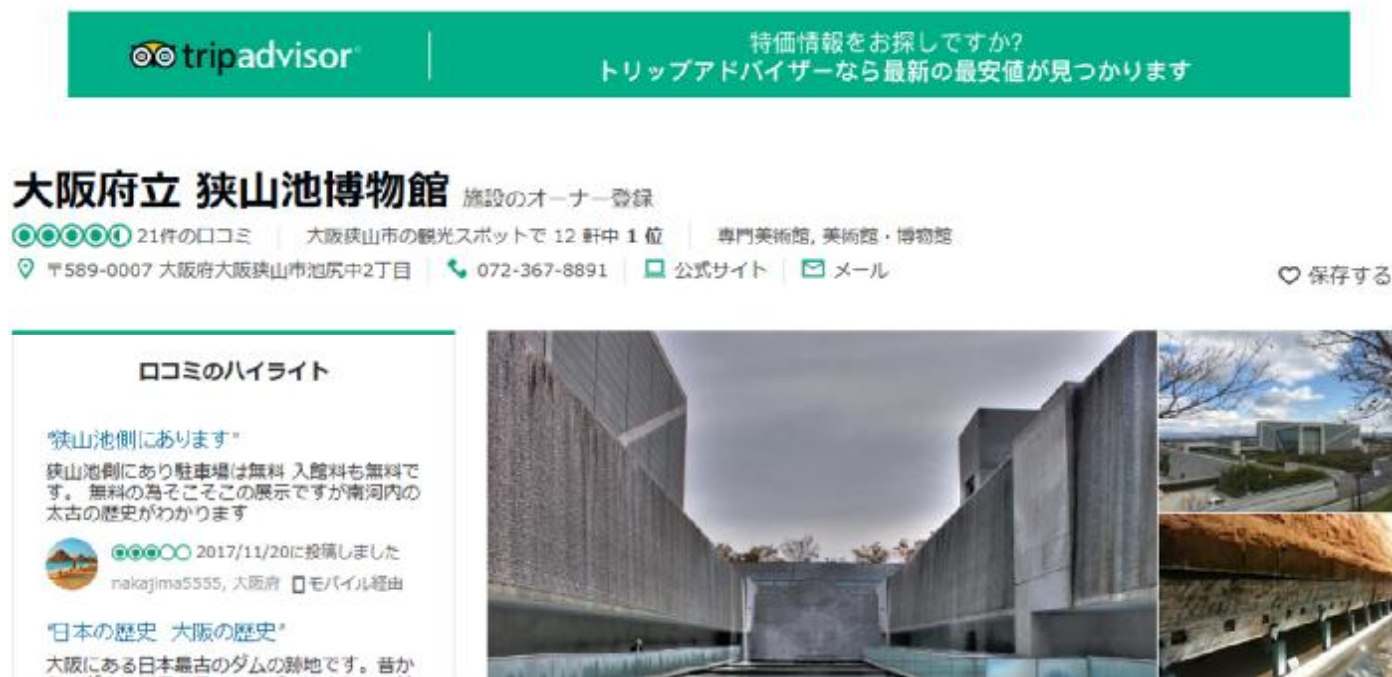 tripadvisor
特価情報をお探しですか?
トリップアドバイザーなら最新の最安値が見つかります
大阪府立 狭山池博物館 施設のオーナー登録
21件の口コミ 大阪狭山市の観光スポットで 12 軒中 1 位 専門美術館, 美術館・博物館
〒589-0007 大阪府大阪狭山市池尻中2丁目 072-367-8891 公式サイト メール
保存する
口コミのハイライト
"狭山池側にあります"
狭山池側にあり駐車場は無料 入館料も無料で
す。 無料の為そこそこの展示ですが南河内の
太古の歴史がわかります
2017/11/20に投稿しました
nakajima5555, 大阪府 モバイル経由
"日本の歴史 大阪の歴史"
大阪にある日本最古のダムの跡地です。昔か